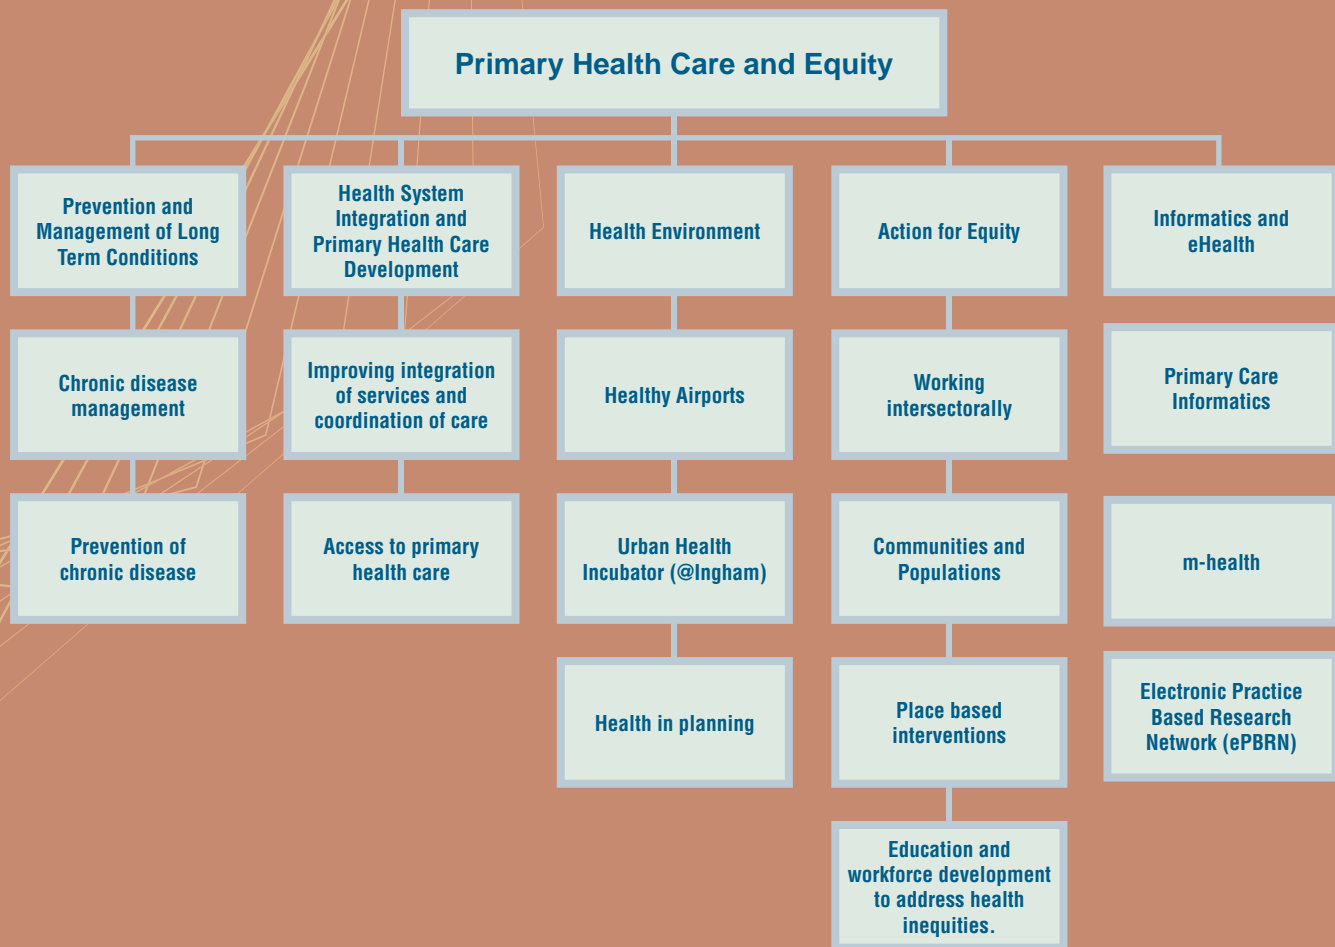 Primary Health Care and Equity
Prevention and
Management of Long
Term Conditions
Health System
Integration and
Primary Health Care
Development
Health Environment
Action for Equity
Informatics and
eHealth
Chronic disease
management
Improving integration
of services and
coordination of care
Healthy Airports
Working
intersectorally
Primary Care
Informatics
Prevention of
chronic disease
Access to primary
health care
Urban Health
Incubator (@Ingham)
Communities and
Populations
m-health
Health in planning
Place based
interventions
Electronic Practice
Based Research
Network (ePBRN)
Education and
workforce development
to address health
inequities.